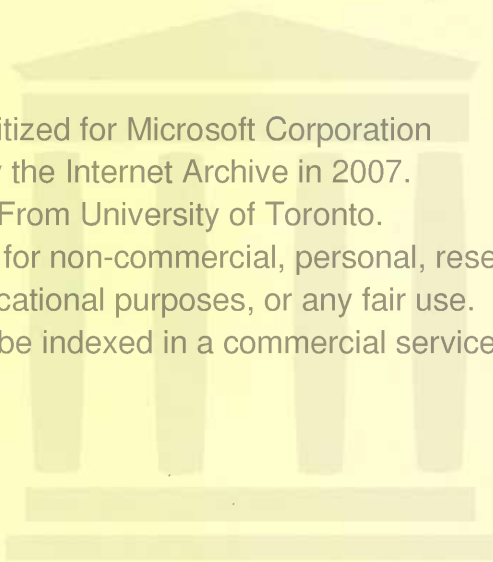 itized for Microsoft Corporation
the Internet Archive in 2007.
From University of Toronto.
for non-commercial, personal, rese
cational purposes, or any fair use.
be indexed in a commercial service